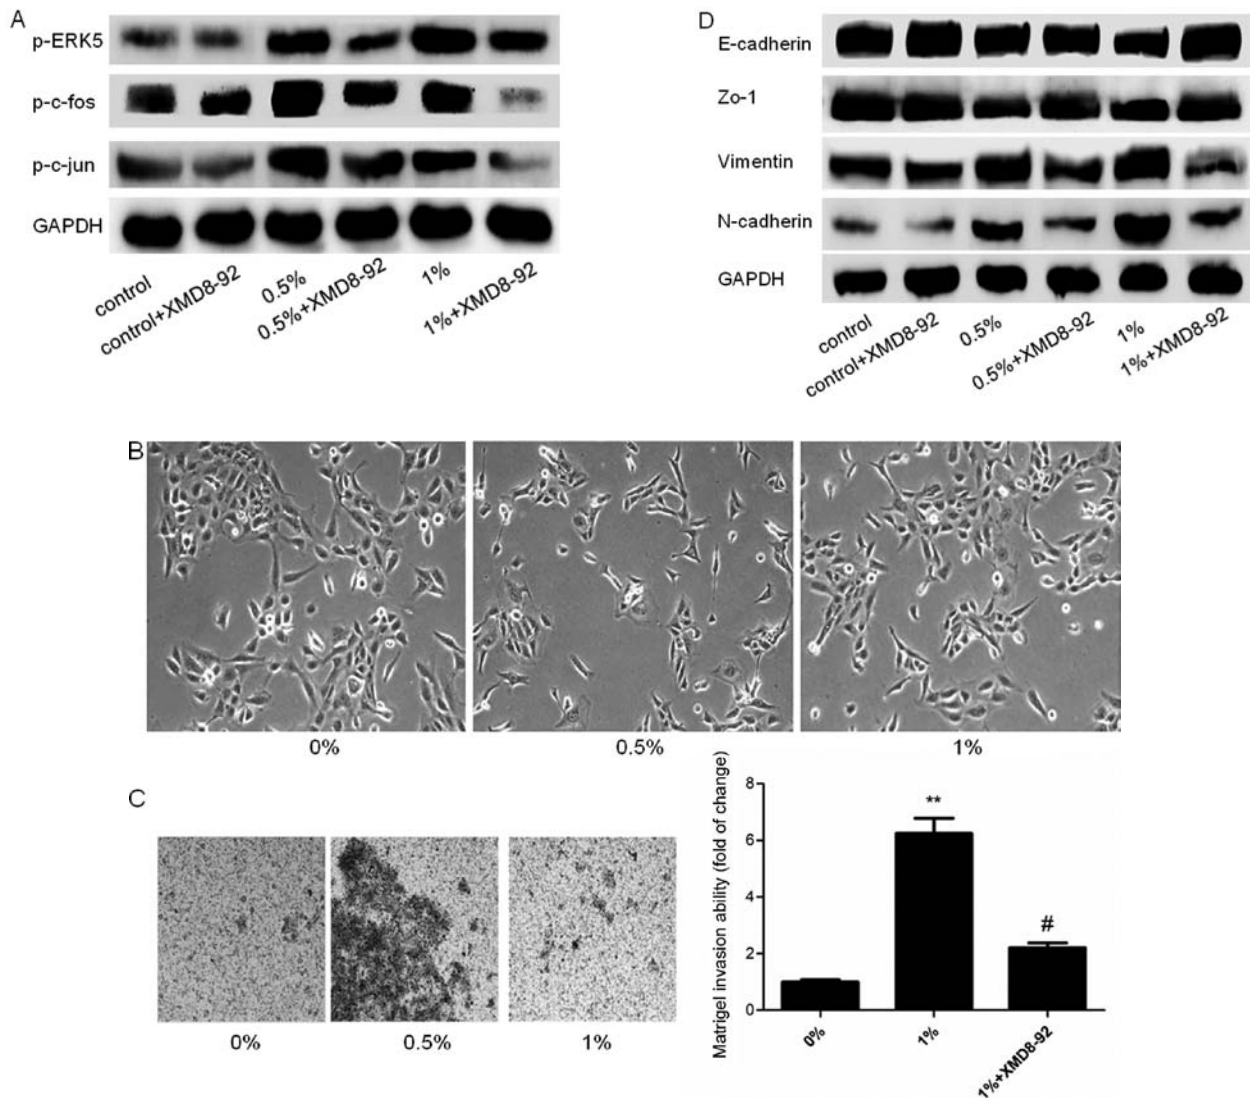 A
p-ERK5
p-c-fos
p-c-jun
GAPDH
control
control+XMD8-92
0.5%
0.5%+XMD8-92
1%
1%+XMD8-92
D
E-cadherin
Zo-1
Vimentin
N-cadherin
GAPDH
control
control+XMD8-92
0.5%
0.5%+XMD8-92
1%
1%+XMD8-92
B
0%
0.5%
1%
C
0%
0.5%
1%
Matrigel invasion ability (fold of change)
8
6
4
2
0
**
#
0%
1%
1%+XMD8-92